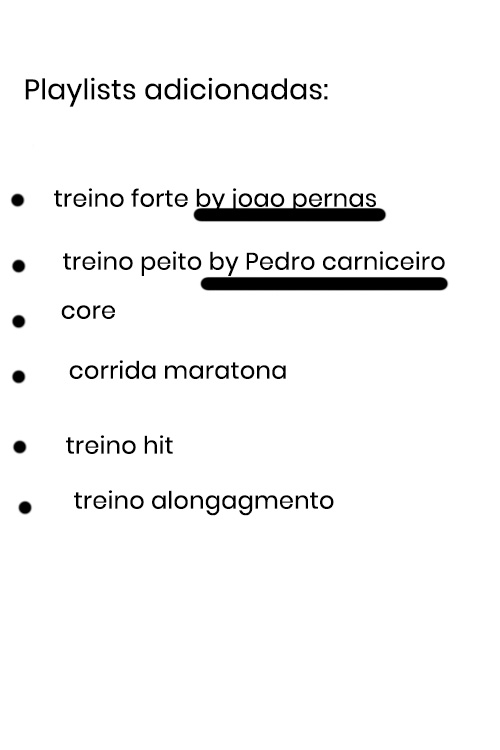 Playlists adicionadas:
treino forte by joao pernas
treino peito by Pedro carniceiro
core
corrida maratona
treino hit
treino alongagmento